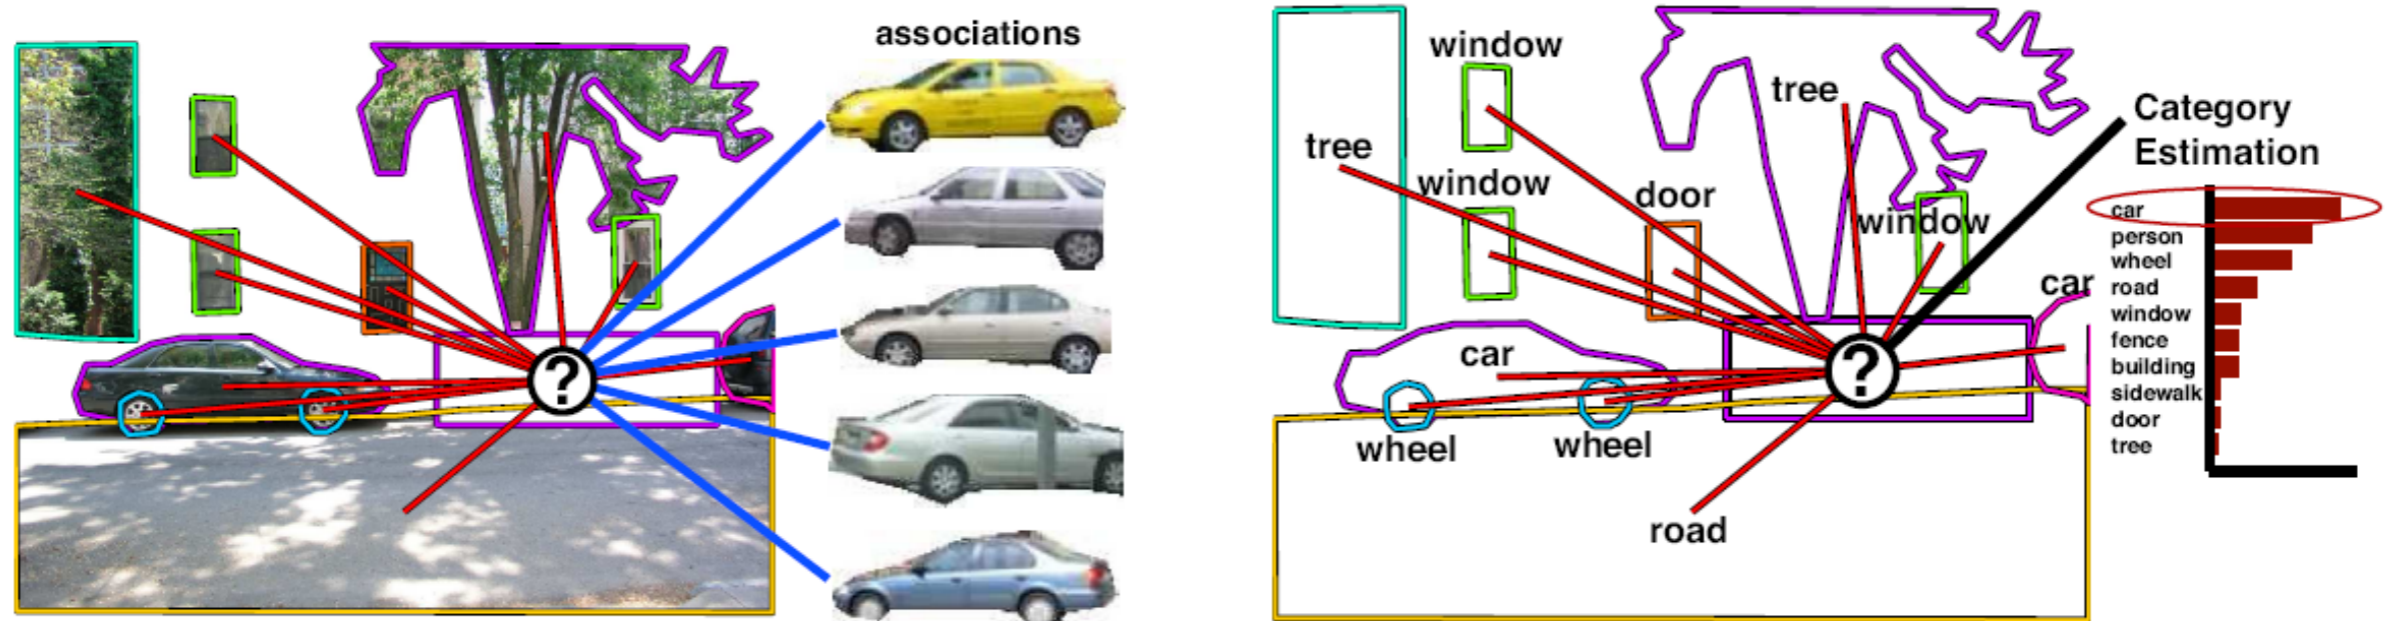 associations
?
window
tree
tree
window
door
window
car
car
wheel
wheel
road
?
Category
Estimation
car
person
wheel
road
window
fence
building
sidewalk
door
tree